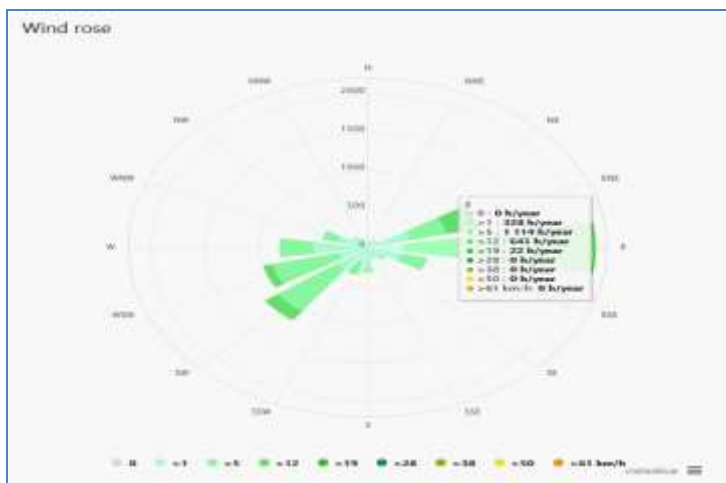 Wind rose
N
2000
NNW
NNE
NW
1500
NE
1000
WNW
ENE
500
E
0 : 0 h/year
>1 : 328 h/year
>5 : 1 114 h/year
>12 : 641 h/year
>19 : 22 h/year
>28 : 0 h/year
>38 : 0 h/year
>50 : 0 h/year
>61 km/h: 0 h/year
0
W
E
WSW
ESE
SW
SE
SSW
SSE
S
0 >1 >5 >12 >19 >28 >38 >50 >61 km/h